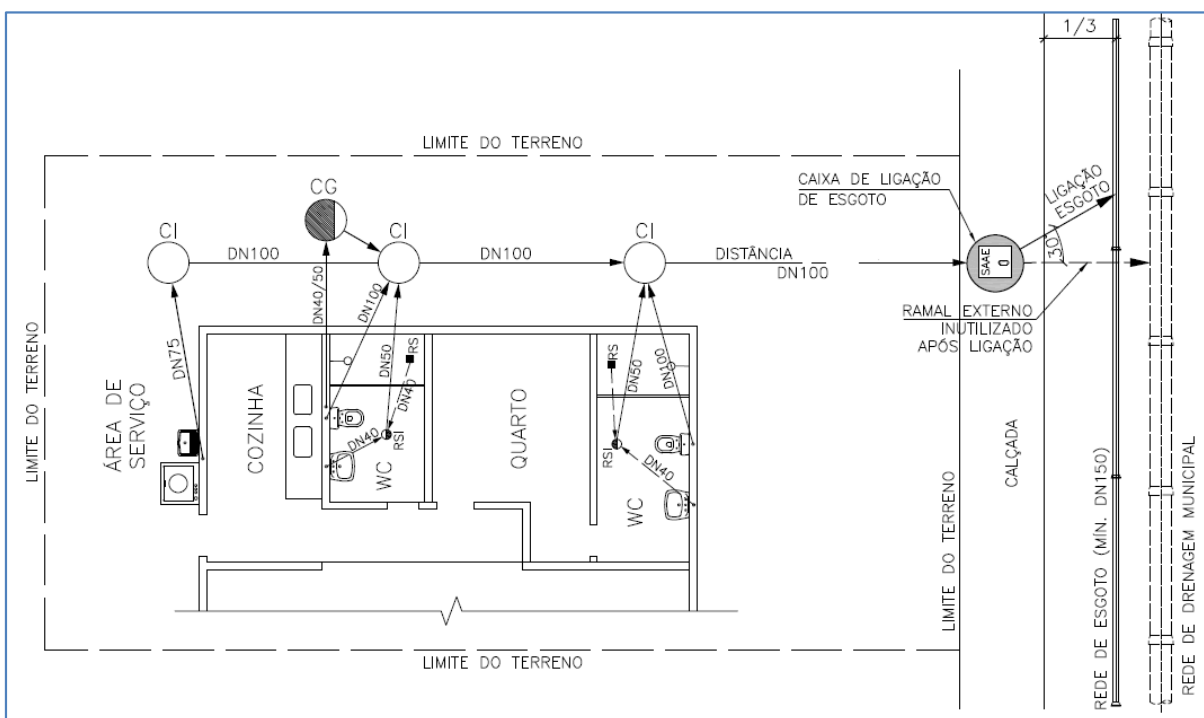 1/3
LIMITE DO TERRENO
CAIXA DE LIGAÇÃO
DE ESGOTO
LIGAÇÃO
ESGOTO
CG
CI
CI
CI
DN100
DN100
DISTÂNCIA
DN100
SAAE
30°
RAMAL EXTERNO
INUTILIZADO
APÓS LIGAÇÃO
DN40/50
DN100
DN50
DN75
RS
DN40
DN40
RSI
WC
RS
DN50
DN100
RSI
DN40
WC
LIMITE DO TERRENO
ÁREA DE
SERVIÇO
COZINHA
QUARTO
LIMITE DO TERRENO
CALÇADA
REDE DE ESGOTO (MÍN. DN150)
REDE DE DRENAGEM MUNICIPAL
LIMITE DO TERRENO